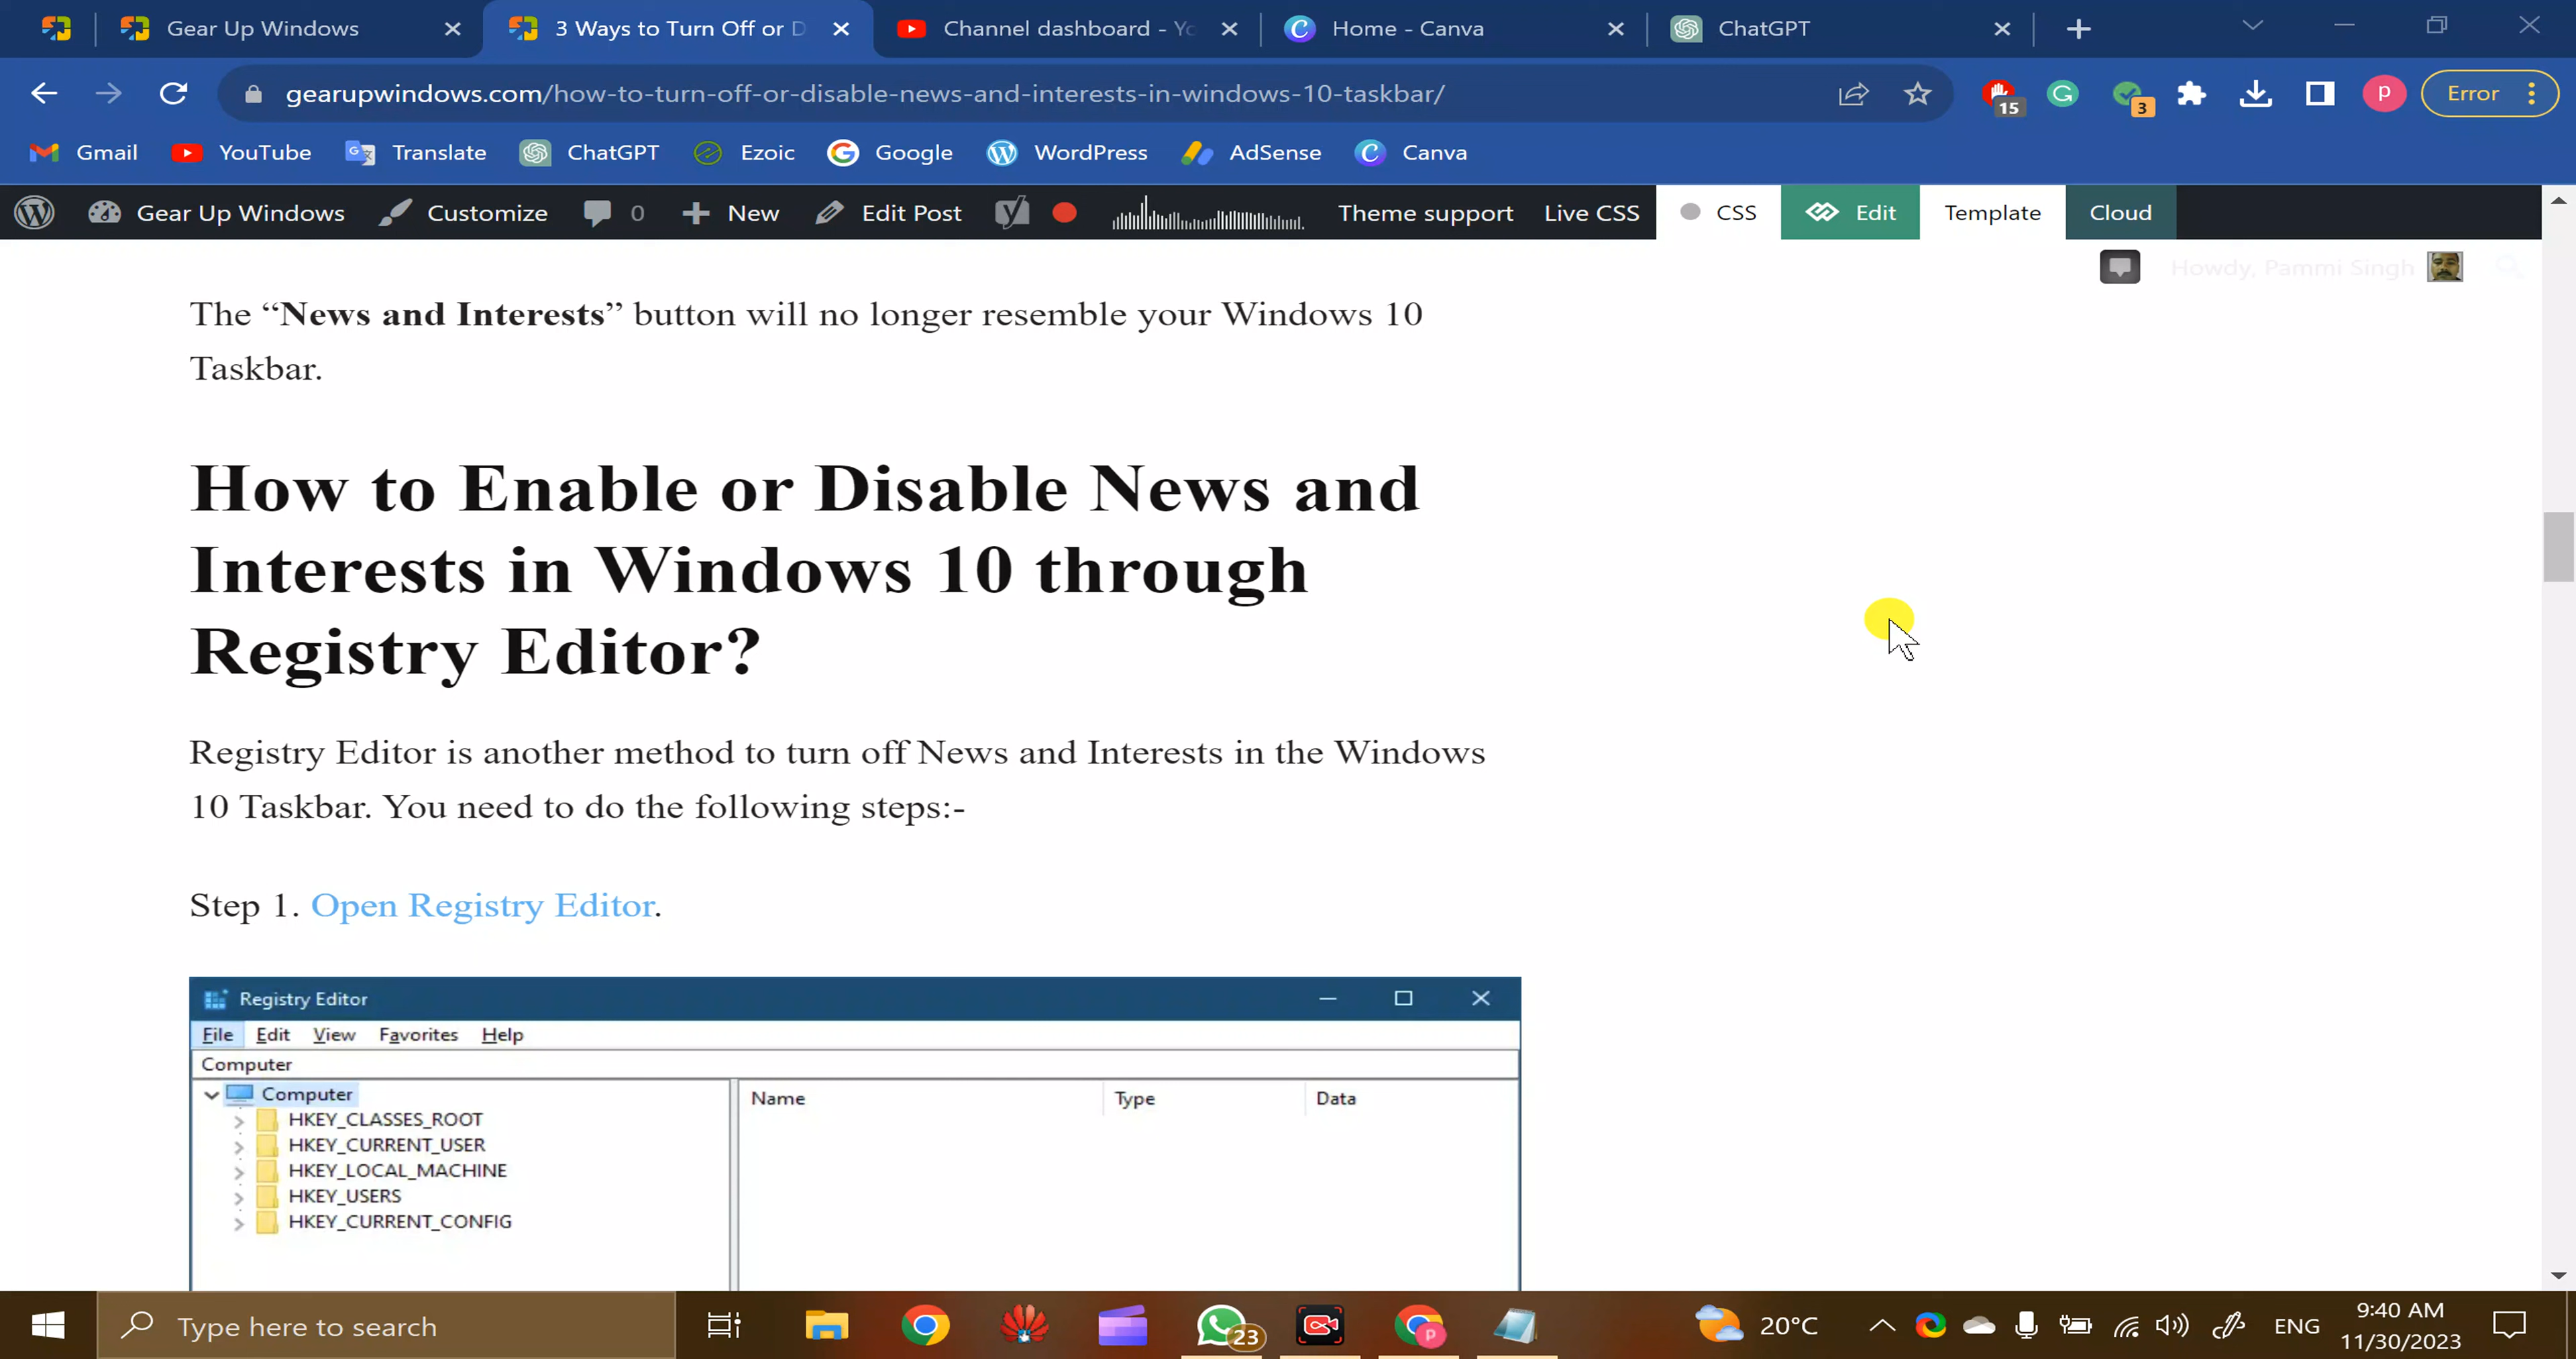 Gear Up Windows
3 Ways to Turn Off or D
Channel dashboard - Yo
Home - Canva
ChatGPT
gearupwindows.com/how-to-turn-off-or-disable-news-and-interests-in-windows-10-taskbar/
15
3
P
Error
Gmail
YouTube
Translate
ChatGPT
Ezoic
Google
WordPress
AdSense
Canva
Gear Up Windows
Customize
0
New
Edit Post
Theme support
Live CSS
CSS
Edit
Template
Cloud
Howdy, Pammi Singh
The “News and Interests” button will no longer resemble your Windows 10
Taskbar.
How to Enable or Disable News and
Interests in Windows 10 through
Registry Editor?
Registry Editor is another method to turn off News and Interests in the Windows
10 Taskbar. You need to do the following steps:-
Step 1. Open Registry Editor.
Registry Editor
File Edit View Favorites Help
Computer
Computer
Name Type Data
HKEY_CLASSES_ROOT
HKEY_CURRENT_USER
HKEY_LOCAL_MACHINE
HKEY_USERS
HKEY_CURRENT_CONFIG
Type here to search
23
P
20°C
ENG
9:40 AM
11/30/2023